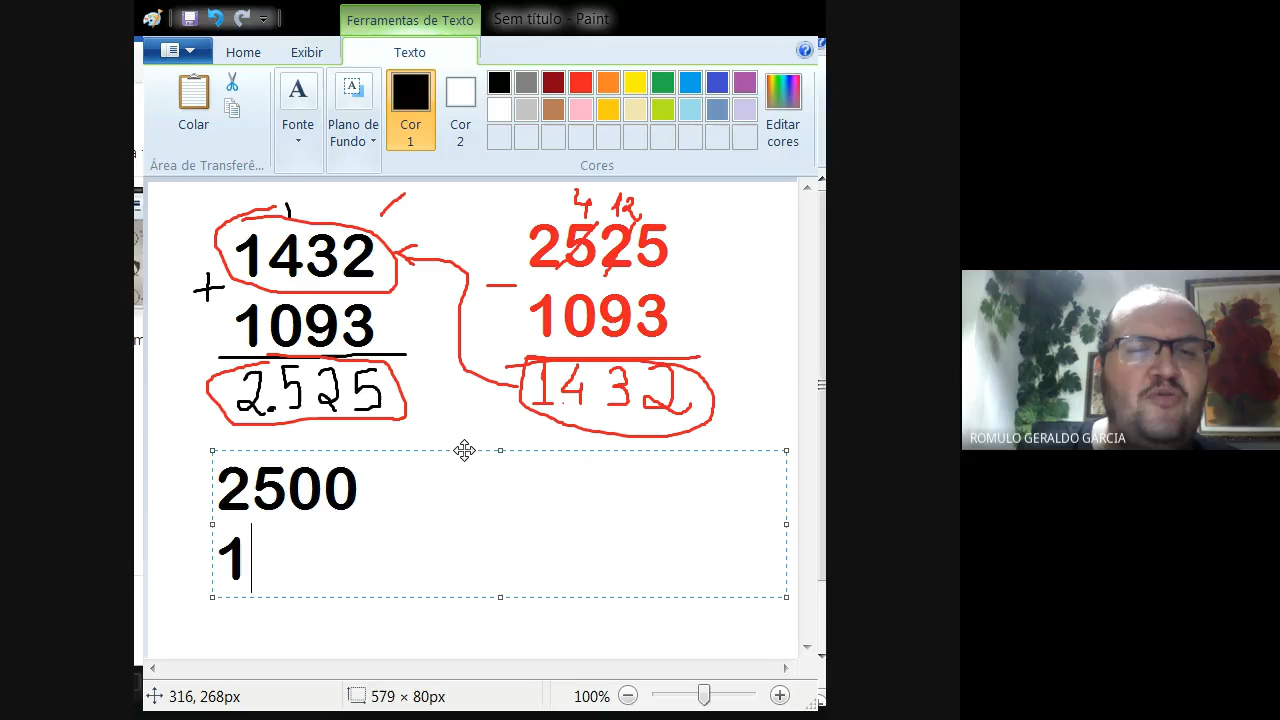 Ferramentas de Texto
Sem título - Paint
Home
Exibir
Texto
Colar
Fonte
Plano de
Fundo
Cor
1
Cor
2
Editar
cores
Área de Transferê...
Cores
1
1432
+
1093
2.525
4 12
2525
-
1093
1432
2500
1
ROMULO GERALDO GARCIA
316, 268px
579 × 80px
100%